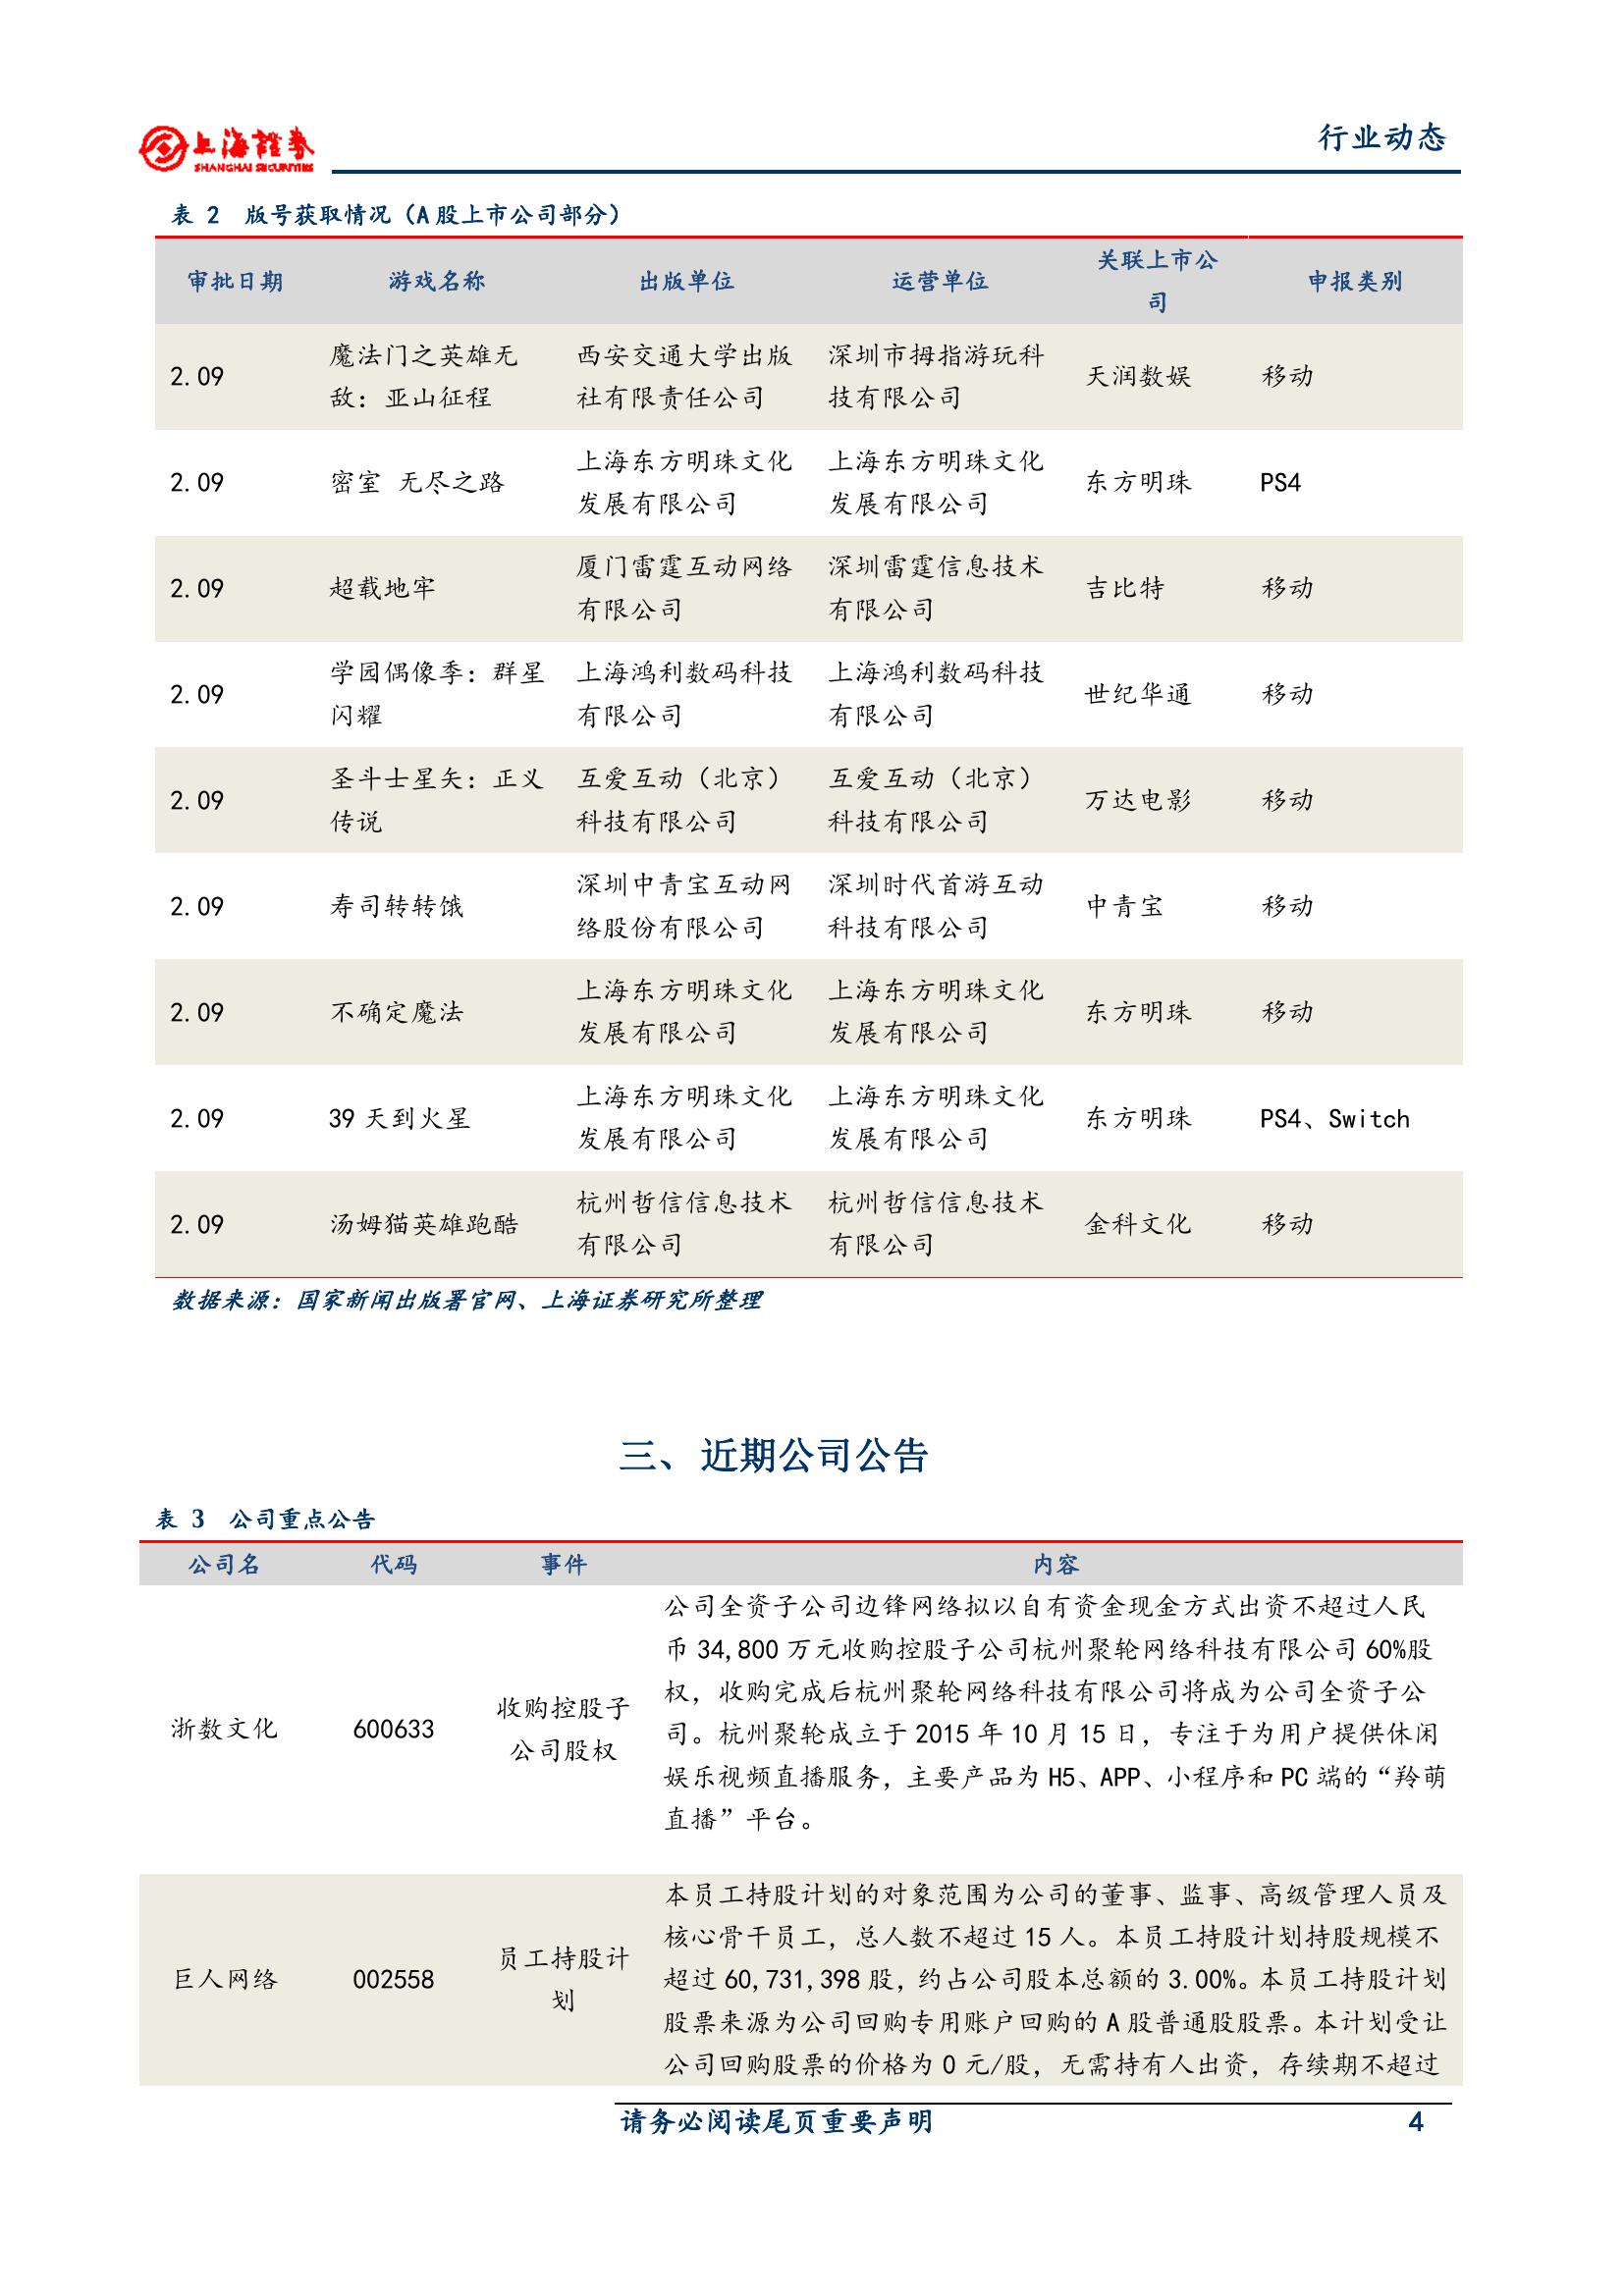 上海證券
SHANGHAI SECURITIES
行业动态
表 2 版号获取情况（A股上市公司部分）
审批日期 游戏名称 出版单位 运营单位 关联上市公司 申报类别
2.09
魔法门之英雄无
敌：亚山征程
西安交通大学出版
社有限责任公司
深圳市拇指游玩科
技有限公司
天润数娱
移动
2.09
密室 无尽之路
上海东方明珠文化
发展有限公司
上海东方明珠文化
发展有限公司
东方明珠
PS4
2.09
超载地牢
厦门雷霆互动网络
有限公司
深圳雷霆信息技术
有限公司
吉比特
移动
2.09
学园偶像季：群星
闪耀
上海鸿利数码科技
有限公司
上海鸿利数码科技
有限公司
世纪华通
移动
2.09
圣斗士星矢：正义
传说
互爱互动（北京）
科技有限公司
互爱互动（北京）
科技有限公司
万达电影
移动
2.09
寿司转转饿
深圳中青宝互动网
络股份有限公司
深圳时代首游互动
科技有限公司
中青宝
移动
2.09
不确定魔法
上海东方明珠文化
发展有限公司
上海东方明珠文化
发展有限公司
东方明珠
移动
2.09
39 天到火星
上海东方明珠文化
发展有限公司
上海东方明珠文化
发展有限公司
东方明珠
PS4、Switch
2.09
汤姆猫英雄跑酷
杭州哲信信息技术
有限公司
杭州哲信信息技术
有限公司
金科文化
移动
数据来源：国家新闻出版署官网、上海证券研究所整理
三、近期公司公告
表 3 公司重点公告
公司名 代码 事件 内容
浙数文化
600633
收购控股子
公司股权
公司全资子公司边锋网络拟以自有资金现金方式出资不超过人民
币 34,800 万元收购控股子公司杭州聚轮网络科技有限公司 60%股
权，收购完成后杭州聚轮网络科技有限公司将成为公司全资子公
司。杭州聚轮成立于 2015 年 10 月 15 日，专注于为用户提供休闲
娱乐视频直播服务，主要产品为 H5、APP、小程序和 PC 端的“羚萌
直播”平台。
巨人网络
002558
员工持股计
划
本员工持股计划的对象范围为公司的董事、监事、高级管理人员及
核心骨干员工，总人数不超过 15 人。本员工持股计划持股规模不
超过 60,731,398 股，约占公司股本总额的 3.00%。本员工持股计划
股票来源为公司回购专用账户回购的 A 股普通股股票。本计划受让
公司回购股票的价格为 0 元/股，无需持有人出资，存续期不超过
请务必阅读尾页重要声明
4